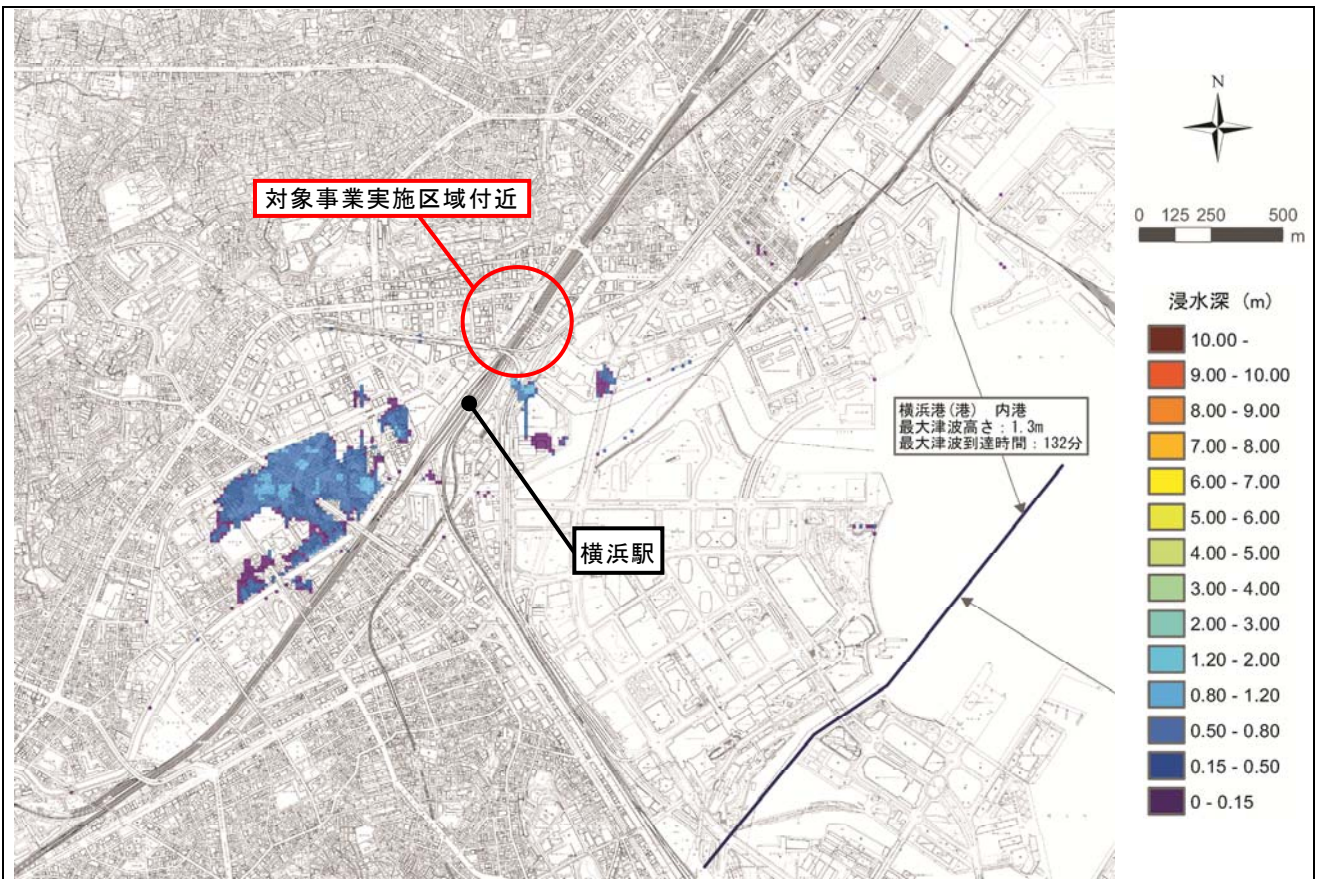 対象事業実施区域付近
横浜駅
横浜港(港) 内港
最大津波高さ:1.3m
最大津波到達時間:132分
N
0 125 250 500
m
浸水深 (m)
10.00 -
9.00 - 10.00
8.00 - 9.00
7.00 - 8.00
6.00 - 7.00
5.00 - 6.00
4.00 - 5.00
3.00 - 4.00
2.00 - 3.00
1.20 - 2.00
0.80 - 1.20
0.50 - 0.80
0.15 - 0.50
0 - 0.15